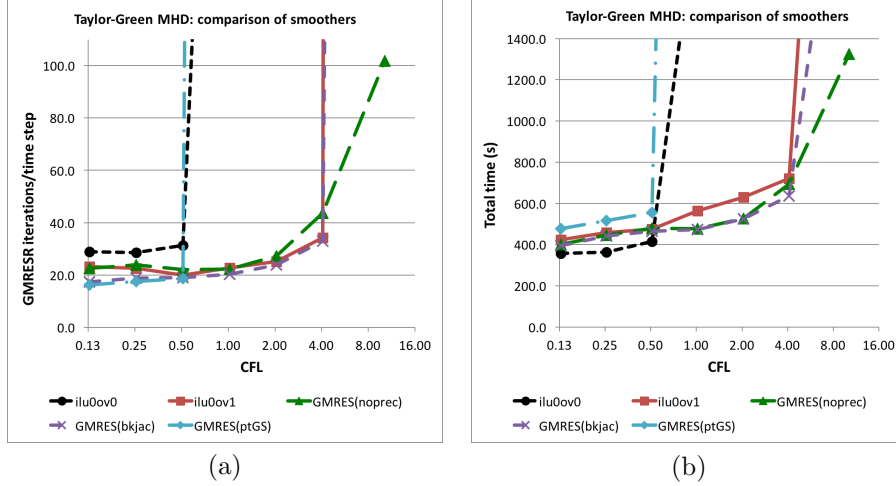 Taylor-Green MHD: comparison of smoothers
GMRESR iterations/time step
100.0
80.0
60.0
40.0
20.0
0.0
0.13 0.25 0.50 1.00 2.00 4.00 8.00 16.00
CFL
ilu0ov0 ilu0ov1 GMRES(noprec)
GMRES(bkjac) GMRES(ptGS)
(a)
Taylor-Green MHD: comparison of smoothers
Total time (s)
1400.0
1200.0
1000.0
800.0
600.0
400.0
200.0
0.0
0.13 0.25 0.50 1.00 2.00 4.00 8.00 16.00
CFL
ilu0ov0 ilu0ov1 GMRES(noprec)
GMRES(bkjac) GMRES(ptGS)
(b)